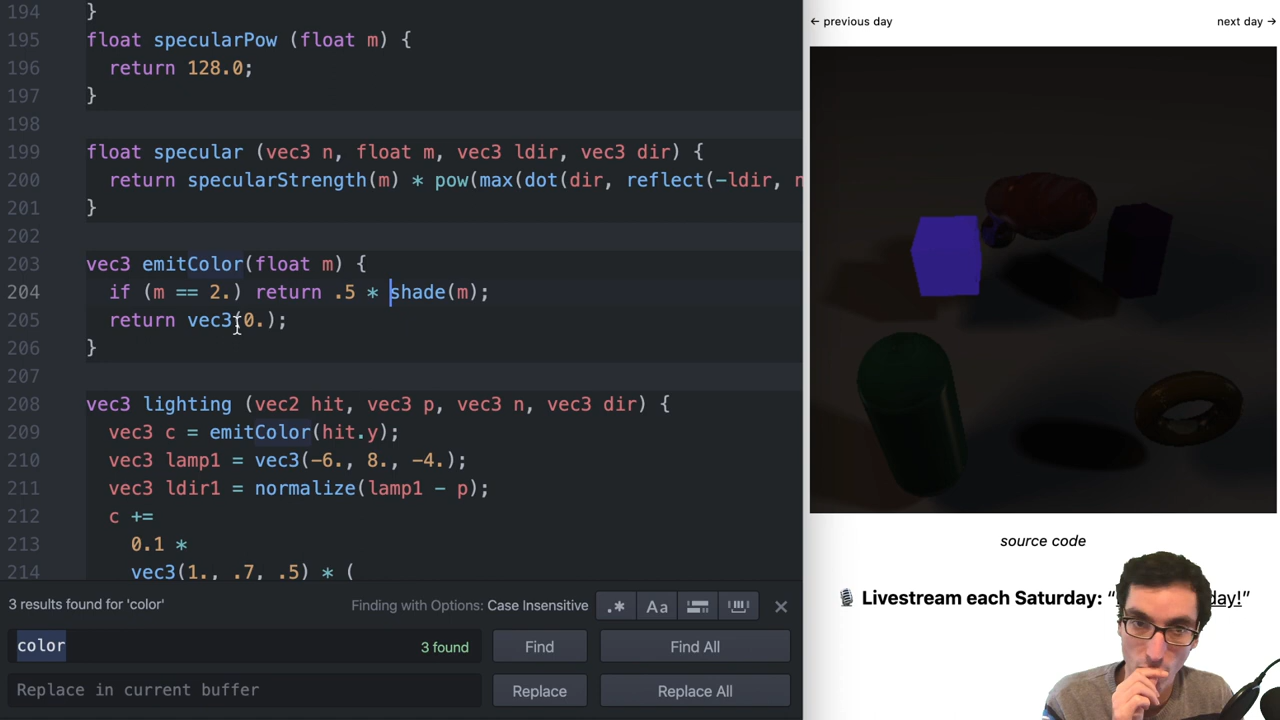 194 }
195 float specularPow (float m) {
196 return 128.0;
197 }
198
199 float specular (vec3 n, float m, vec3 ldir, vec3 dir) {
200 return specularStrength(m) * pow(max(dot(dir, reflect(-ldir, n
201 }
202
203 vec3 emitColor(float m) {
204 if (m == 2.) return .5 * shade(m);
205 return vec3(0.);
206 }
207
208 vec3 lighting (vec2 hit, vec3 p, vec3 n, vec3 dir) {
209 vec3 c = emitColor(hit.y);
210 vec3 lamp1 = vec3(-6., 8., -4.);
211 vec3 ldir1 = normalize(lamp1 - p);
212 c +=
213 0.1 *
214 vec3(1., .7, .5) * (
3 results found for 'color'
Finding with Options: Case Insensitive
.* Aa
color
3 found
Find
Find All
Replace in current buffer
Replace
Replace All
← previous day
next day →
source code
🎙 Livestream each Saturday: “ day!”